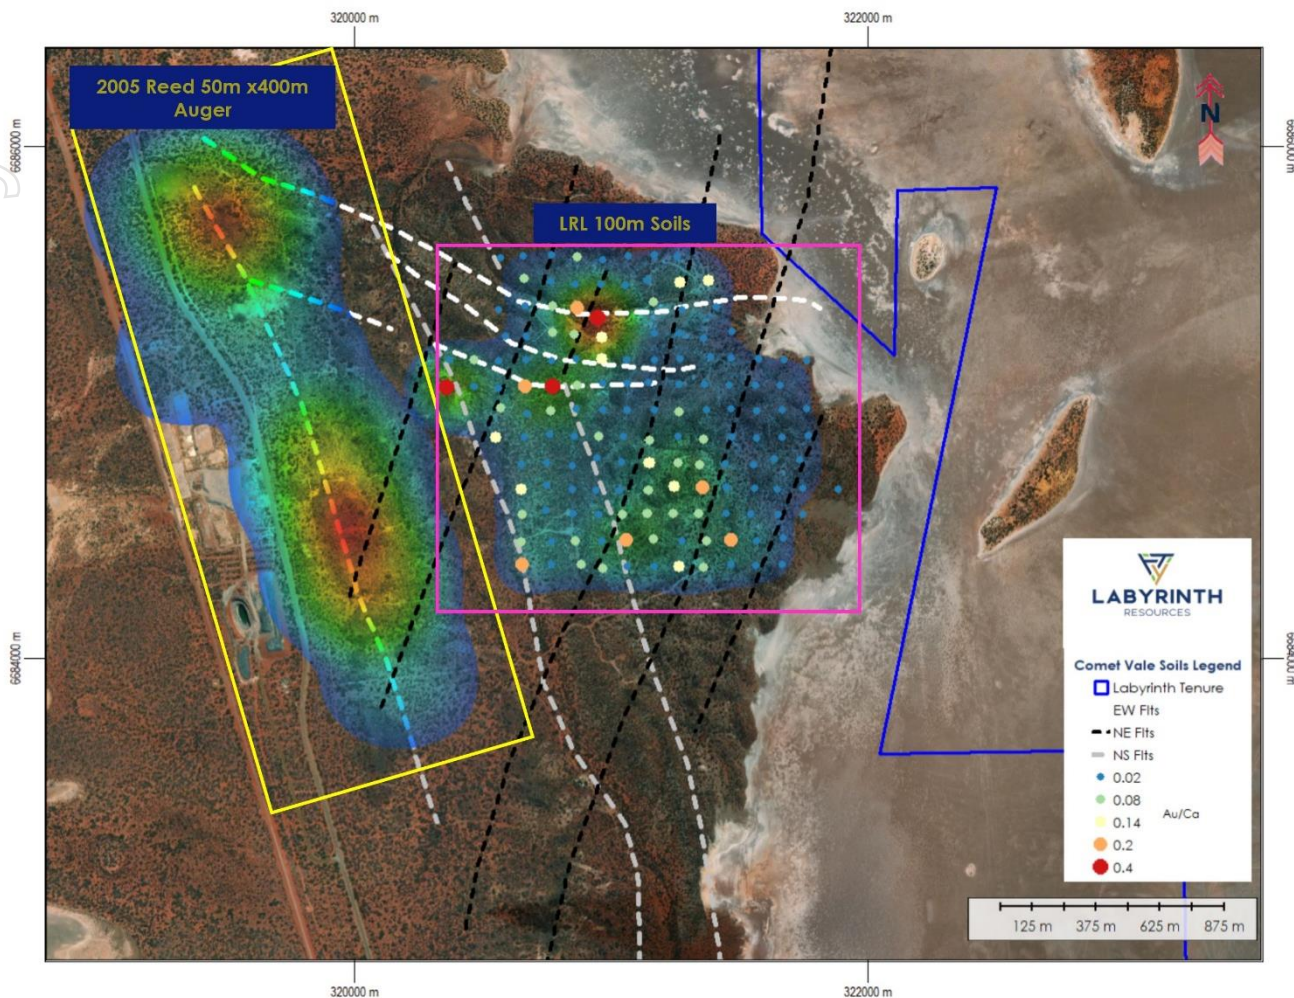 320000 m
322000 m
2005 Reed 50m x400m
Auger
N
6686000 m
6686000 m
LRL 100m Soils
LABYRINTH
RESOURCES
Comet Vale Soils Legend
Labyrinth Tenure
EW Flts
NE Flts
NS Flts
0.02
0.08
0.14
Au/Ca
0.2
0.4
6684000 m
6684000 m
125 m
375 m
625 m
875 m
320000 m
322000 m